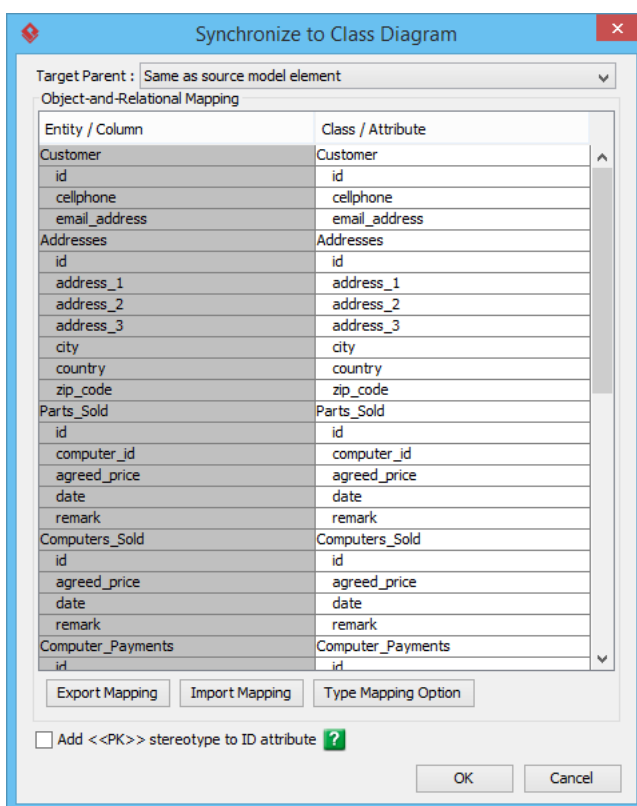 Synchronize to Class Diagram
Target Parent : Same as source model element
Object-and-Relational Mapping
Entity / Column Class / Attribute
Customer Customer
id id
cellphone cellphone
email_address email_address
Addresses Addresses
id id
address_1 address_1
address_2 address_2
address_3 address_3
city city
country country
zip_code zip_code
Parts_Sold Parts_Sold
id id
computer_id computer_id
agreed_price agreed_price
date date
remark remark
Computers_Sold Computers_Sold
id id
agreed_price agreed_price
date date
remark remark
Computer_Payments Computer_Payments
id id
Export Mapping Import Mapping Type Mapping Option
Add <<PK>> stereotype to ID attribute ?
OK Cancel